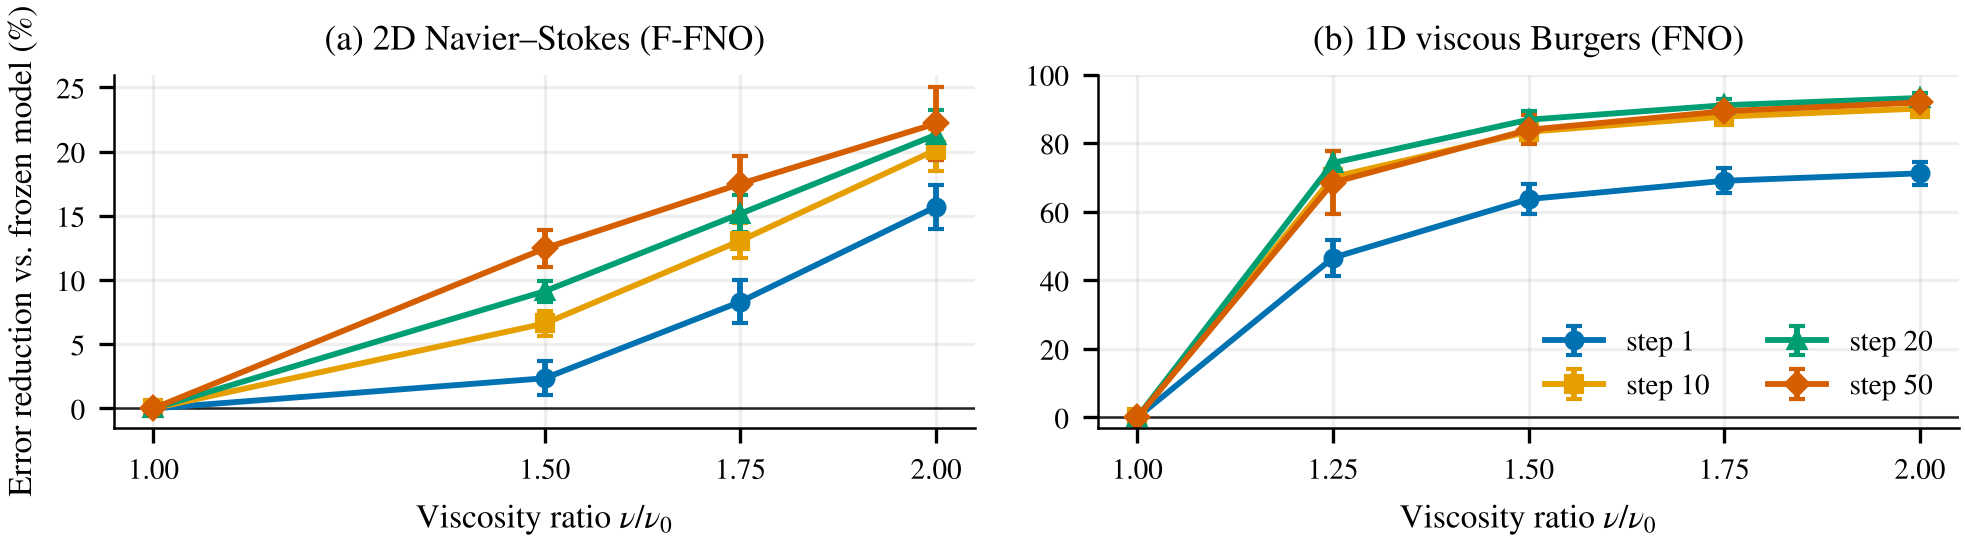 (a) 2D Navier–Stokes (F-FNO)
Error reduction vs. frozen model (%)
25
20
15
10
5
0
1.00
1.50
1.75
2.00
Viscosity ratio ν/ν₀
(b) 1D viscous Burgers (FNO)
100
80
60
40
20
0
step 1
step 20
step 10
step 50
1.00
1.25
1.50
1.75
2.00
Viscosity ratio ν/ν₀